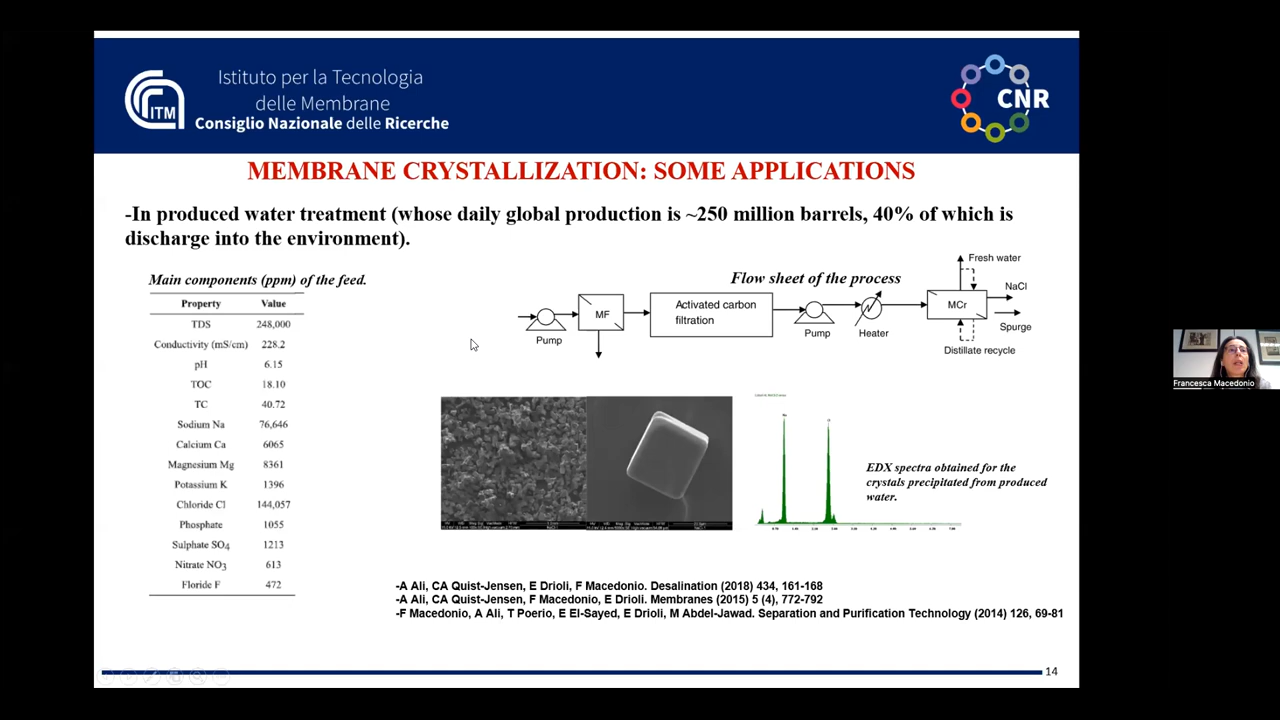 Istituto per la Tecnologia
delle Membrane
Consiglio Nazionale delle Ricerche
ITM
CNR
MEMBRANE CRYSTALLIZATION: SOME APPLICATIONS
-In produced water treatment (whose daily global production is ~250 million barrels, 40% of which is
discharge into the environment).
Main components (ppm) of the feed.
Property Value
TDS 248,000
Conductivity (mS/cm) 228.2
pH 6.15
TOC 18.10
TC 40.72
Sodium Na 76,646
Calcium Ca 6065
Magnesium Mg 8361
Potassium K 1396
Chloride Cl 144,057
Phosphate 1055
Sulphate SO4 1213
Nitrate NO3 613
Floride F 472
Flow sheet of the process
Pump
MF
Activated carbon
filtration
Pump
Heater
MCr
Fresh water
NaCl
Spurge
Distillate recycle
EDX spectra obtained for the
crystals precipitated from produced
water.
-A Ali, CA Quist-Jensen, E Drioli, F Macedonio. Desalination (2018) 434, 161-168
-A Ali, CA Quist-Jensen, F Macedonio, E Drioli. Membranes (2015) 5 (4), 772-792
-F Macedonio, A Ali, T Poerio, E El-Sayed, E Drioli, M Abdel-Jawad. Separation and Purification Technology (2014) 126, 69-81
14
Francesca Macedonio